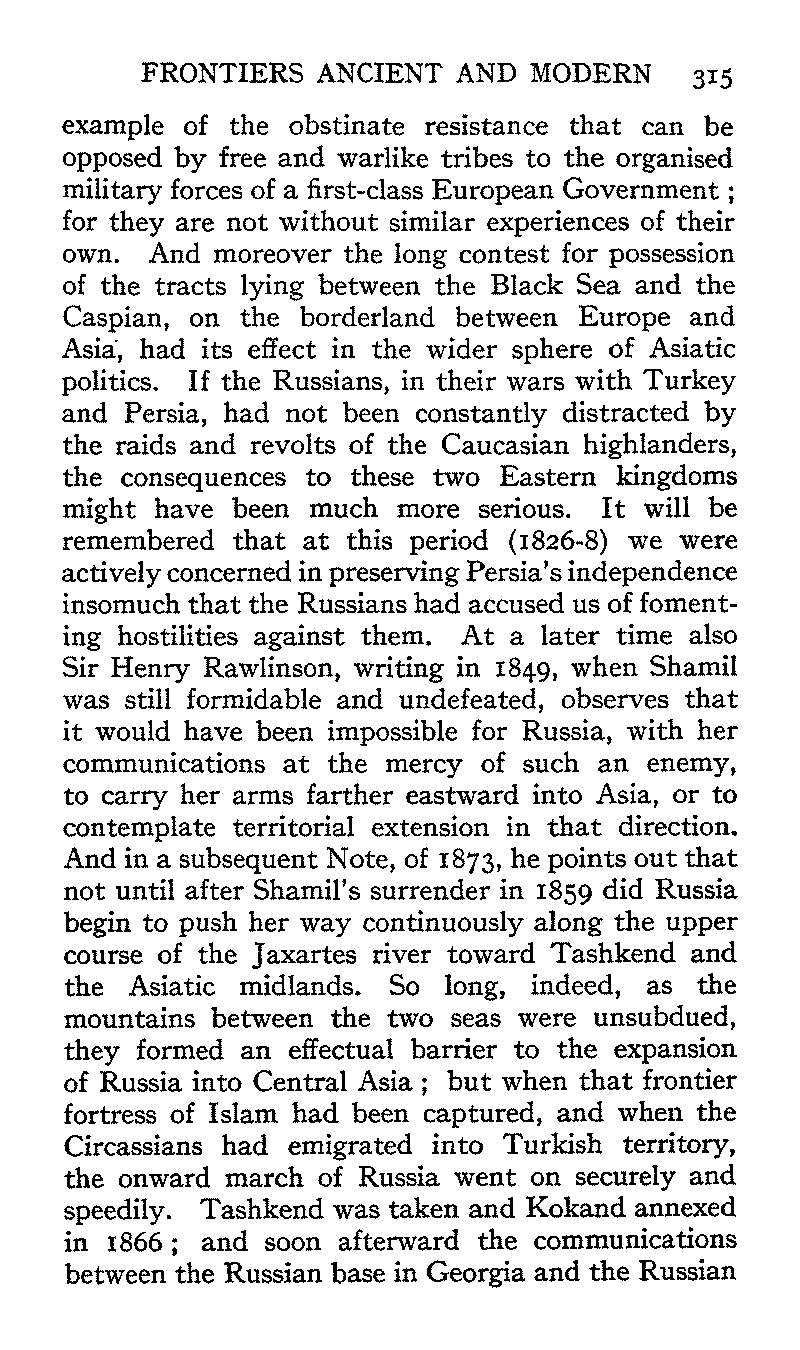 FRONTIERS ANCIENT AND MODERN 315
example of the obstinate resistance that can be
opposed by free and warlike tribes to the organised
military forces of a first-class European Government ;
for they are not without similar experiences of their
own. And moreover the long contest for possession
of the tracts lying between the Black Sea and the
Caspian, on the borderland between Europe and
Asia, had its effect in the wider sphere of Asiatic
politics. If the Russians, in their wars with Turkey
and Persia, had not been constantly distracted by
the raids and revolts of the Caucasian highlanders,
the consequences to these two Eastern kingdoms
might have been much more serious. It will be
remembered that at this period (1826-8) we were
actively concerned in preserving Persia's independence
insomuch that the Russians had accused us of foment-
ing hostilities against them. At a later time also
Sir Henry Rawlinson, writing in 1849, when Shamil
was still formidable and undefeated, observes that
it would have been impossible for Russia, with her
communications at the mercy of such an enemy,
to carry her arms farther eastward into Asia, or to
contemplate territorial extension in that direction.
And in a subsequent Note, of 1873, he points out that
not until after Shamil's surrender in 1859 did Russia
begin to push her way continuously along the upper
course of the Jaxartes river toward Tashkend and
the Asiatic midlands. So long, indeed, as the
mountains between the two seas were unsubdued,
they formed an effectual barrier to the expansion
of Russia into Central Asia ; but when that frontier
fortress of Islam had been captured, and when the
Circassians had emigrated into Turkish territory,
the onward march of Russia went on securely and
speedily. Tashkend was taken and Kokand annexed
in 1866 ; and soon afterward the communications
between the Russian base in Georgia and the Russian